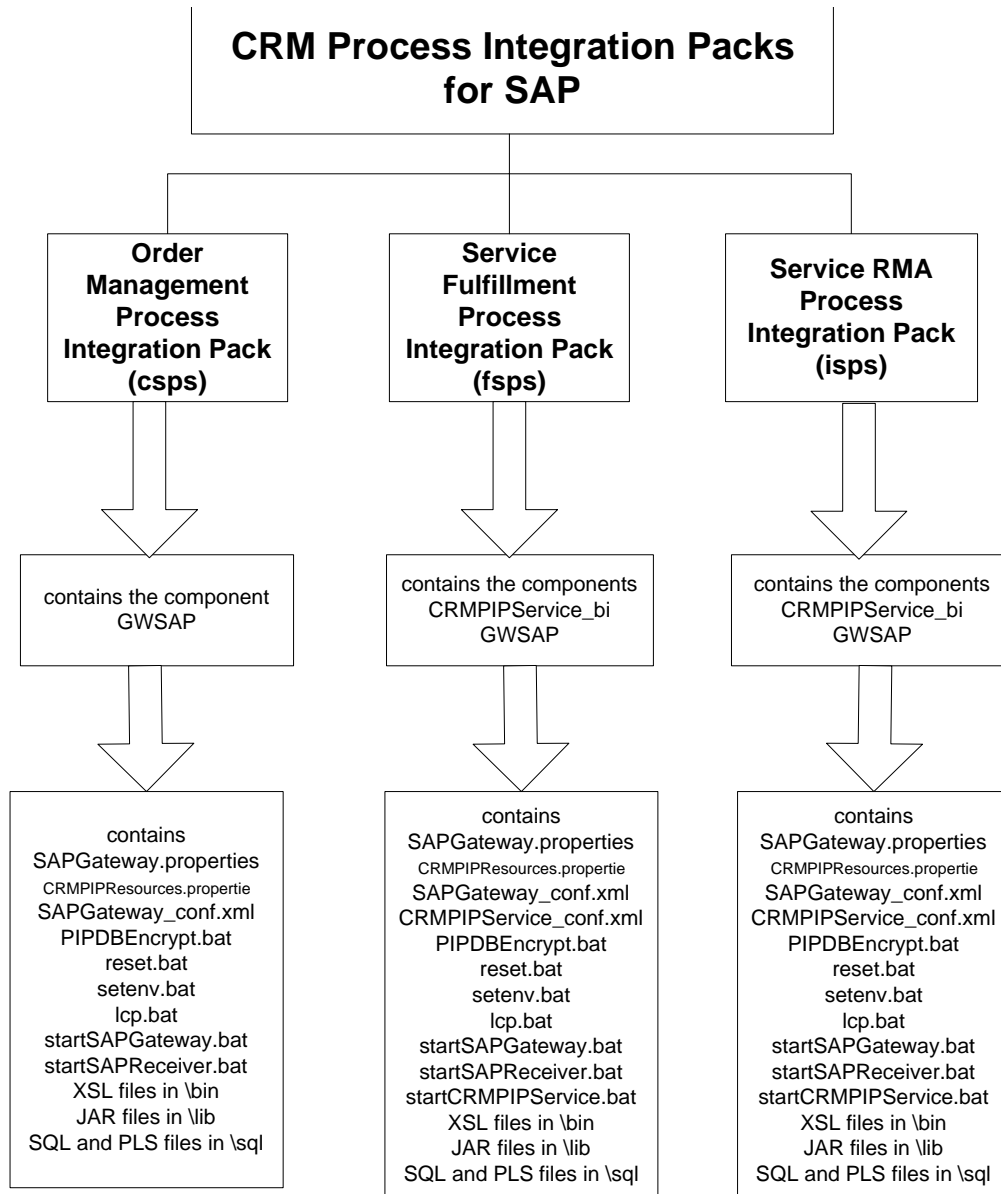 CRM Process Integration Packs
for SAP
Order
Management
Process
Integration Pack
(csps)
Service
Fulfillment
Process
Integration Pack
(fsps)
Service RMA
Process
Integration Pack
(isps)
contains the component
GWSAP
contains the components
CRMPIPService_bi
GWSAP
contains the components
CRMPIPService_bi
GWSAP
contains
SAPGateway.properties
CRMPIPResources.propertie
SAPGateway_conf.xml
PIPDBEncrypt.bat
reset.bat
setenv.bat
lcp.bat
startSAPGateway.bat
startSAPReceiver.bat
XSL files in \bin
JAR files in \lib
SQL and PLS files in \sql
contains
SAPGateway.properties
CRMPIPResources.propertie
SAPGateway_conf.xml
CRMPIPService_conf.xml
PIPDBEncrypt.bat
reset.bat
setenv.bat
lcp.bat
startSAPGateway.bat
startSAPReceiver.bat
startCRMPIPService.bat
XSL files in \bin
JAR files in \lib
SQL and PLS files in \sql
contains
SAPGateway.properties
CRMPIPResources.propertie
SAPGateway_conf.xml
CRMPIPService_conf.xml
PIPDBEncrypt.bat
reset.bat
setenv.bat
lcp.bat
startSAPGateway.bat
startSAPReceiver.bat
startCRMPIPService.bat
XSL files in \bin
JAR files in \lib
SQL and PLS files in \sql